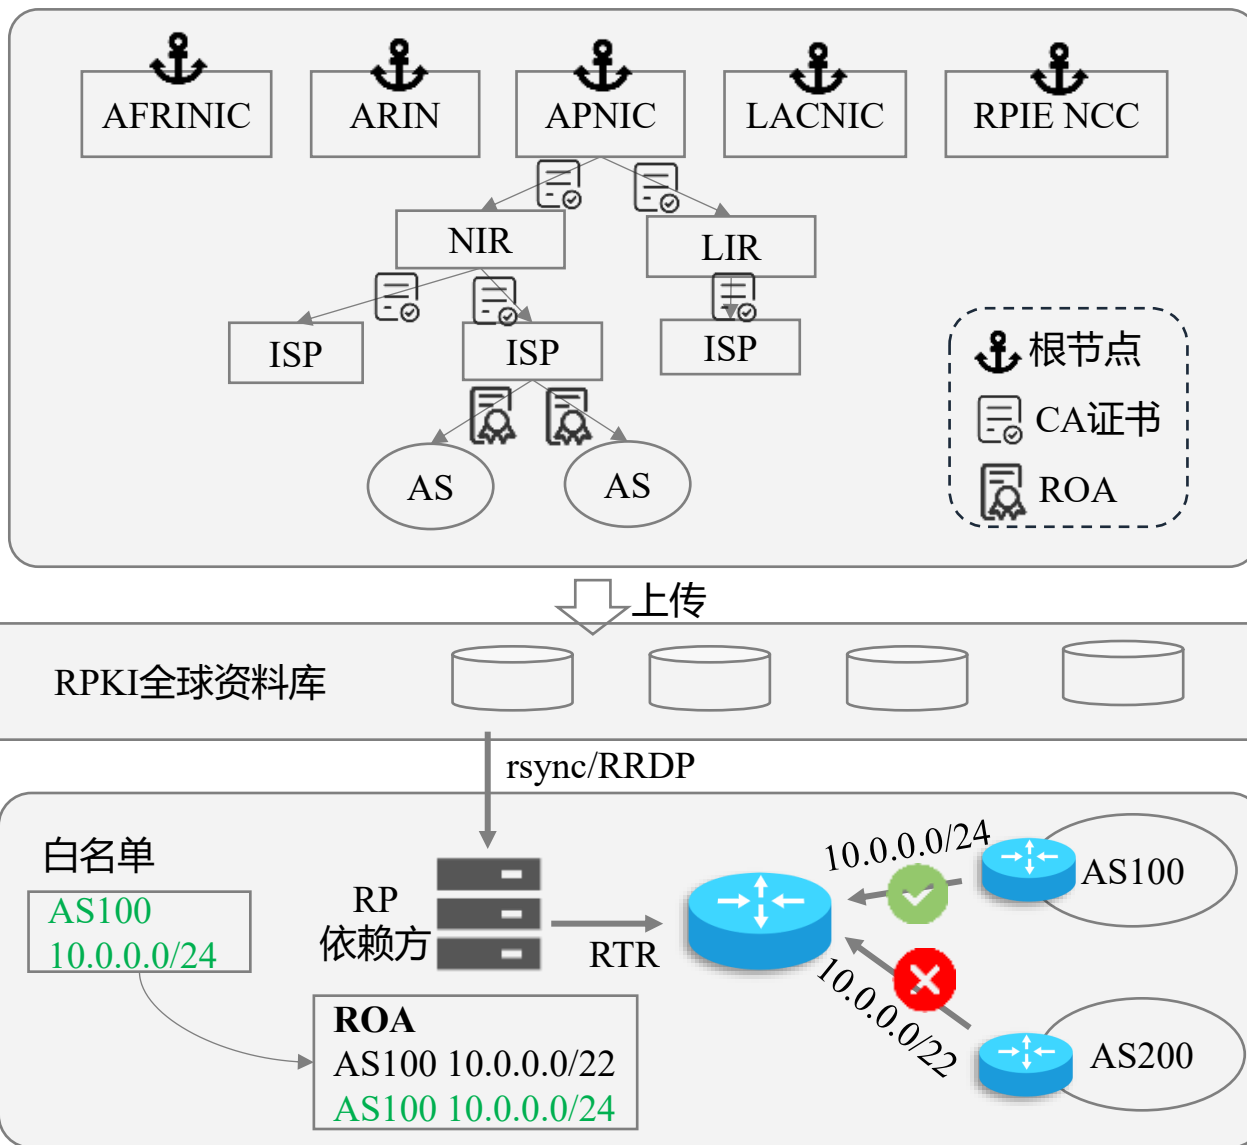 AFRINIC
ARIN
APNIC
LACNIC
RPIE NCC
NIR
LIR
ISP
ISP
ISP
AS
AS
根节点
CA证书
ROA
上传
RPKI全球资料库
rsync/RRDP
白名单
AS100
10.0.0.0/24
RP
依赖方
RTR
10.0.0.0/24
AS100
10.0.0.0/22
AS200
ROA
AS100 10.0.0.0/22
AS100 10.0.0.0/24